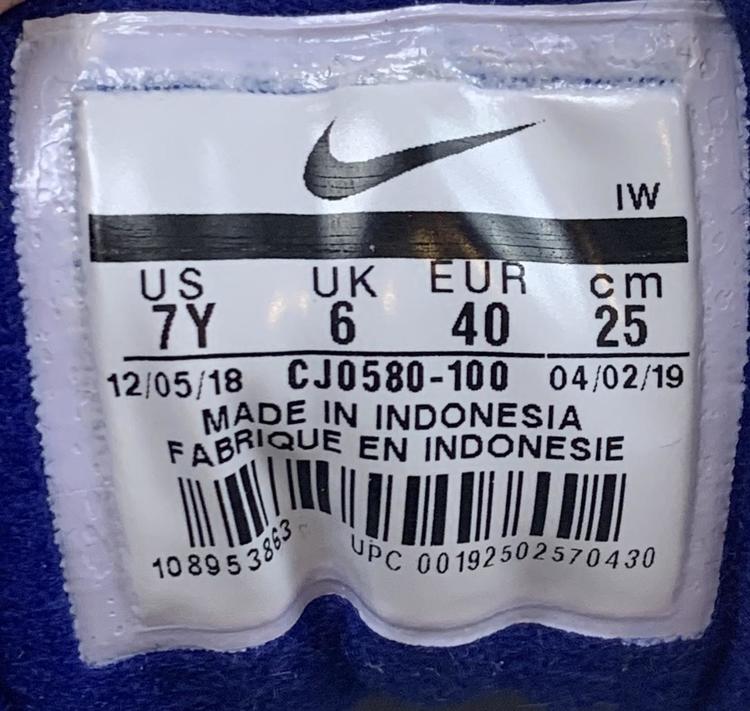 IW
US UK EUR cm
7Y 6 40 25
12/05/18 CJ0580-100 04/02/19
MADE IN INDONESIA
FABRIQUE EN INDONESIE
108953863 UPC 00192502570430